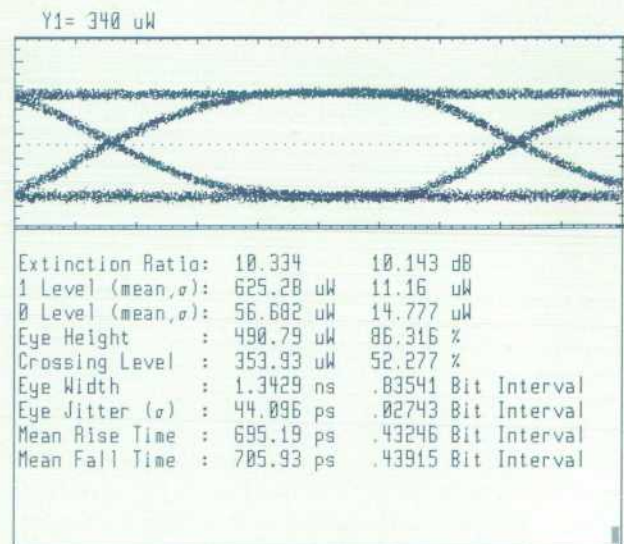 Y1= 340 uW
Extinction Ratio: 10.334 10.143 dB
1 Level (mean,σ): 625.28 uW 11.16 uW
0 Level (mean,σ): 56.682 uW 14.777 uW
Eye Height : 490.79 uW 86.316 %
Crossing Level : 353.93 uW 52.277 %
Eye Width : 1.3429 ns .83541 Bit Interval
Eye Jitter (σ) : 44.096 ps .02743 Bit Interval
Mean Rise Time : 695.19 ps .43246 Bit Interval
Mean Fall Time : 705.93 ps .43915 Bit Interval